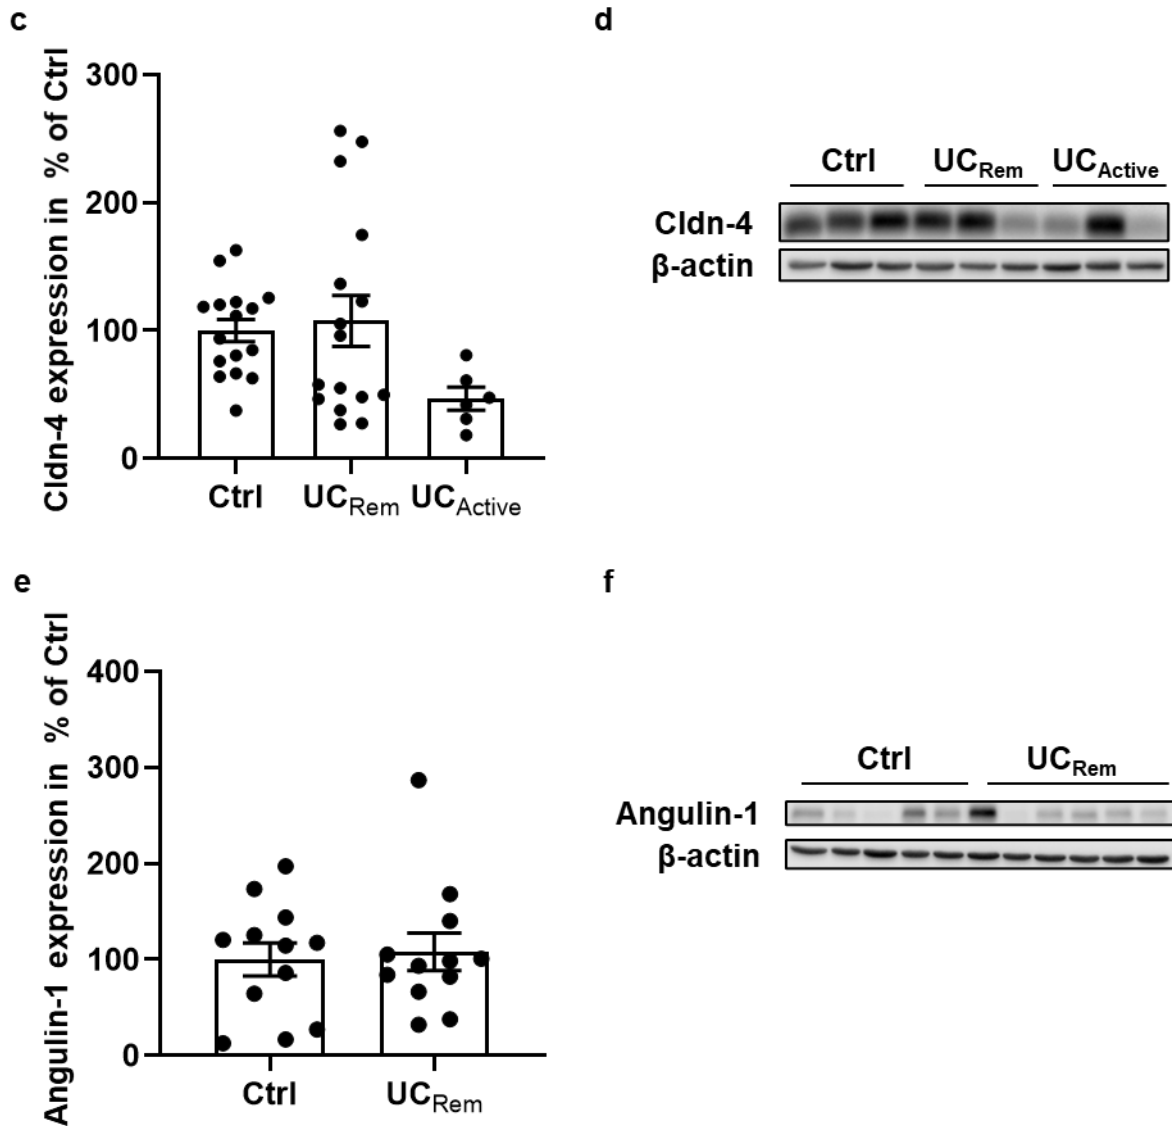 c
Cldn-4 expression in % of Ctrl
300
200
100
0
Ctrl UCRem UCActive
d
Ctrl UCRem UCActive
Cldn-4
β-actin
e
Angulin-1 expression in % of Ctrl
400
300
200
100
0
Ctrl UCRem
f
Ctrl UCRem
Angulin-1
β-actin